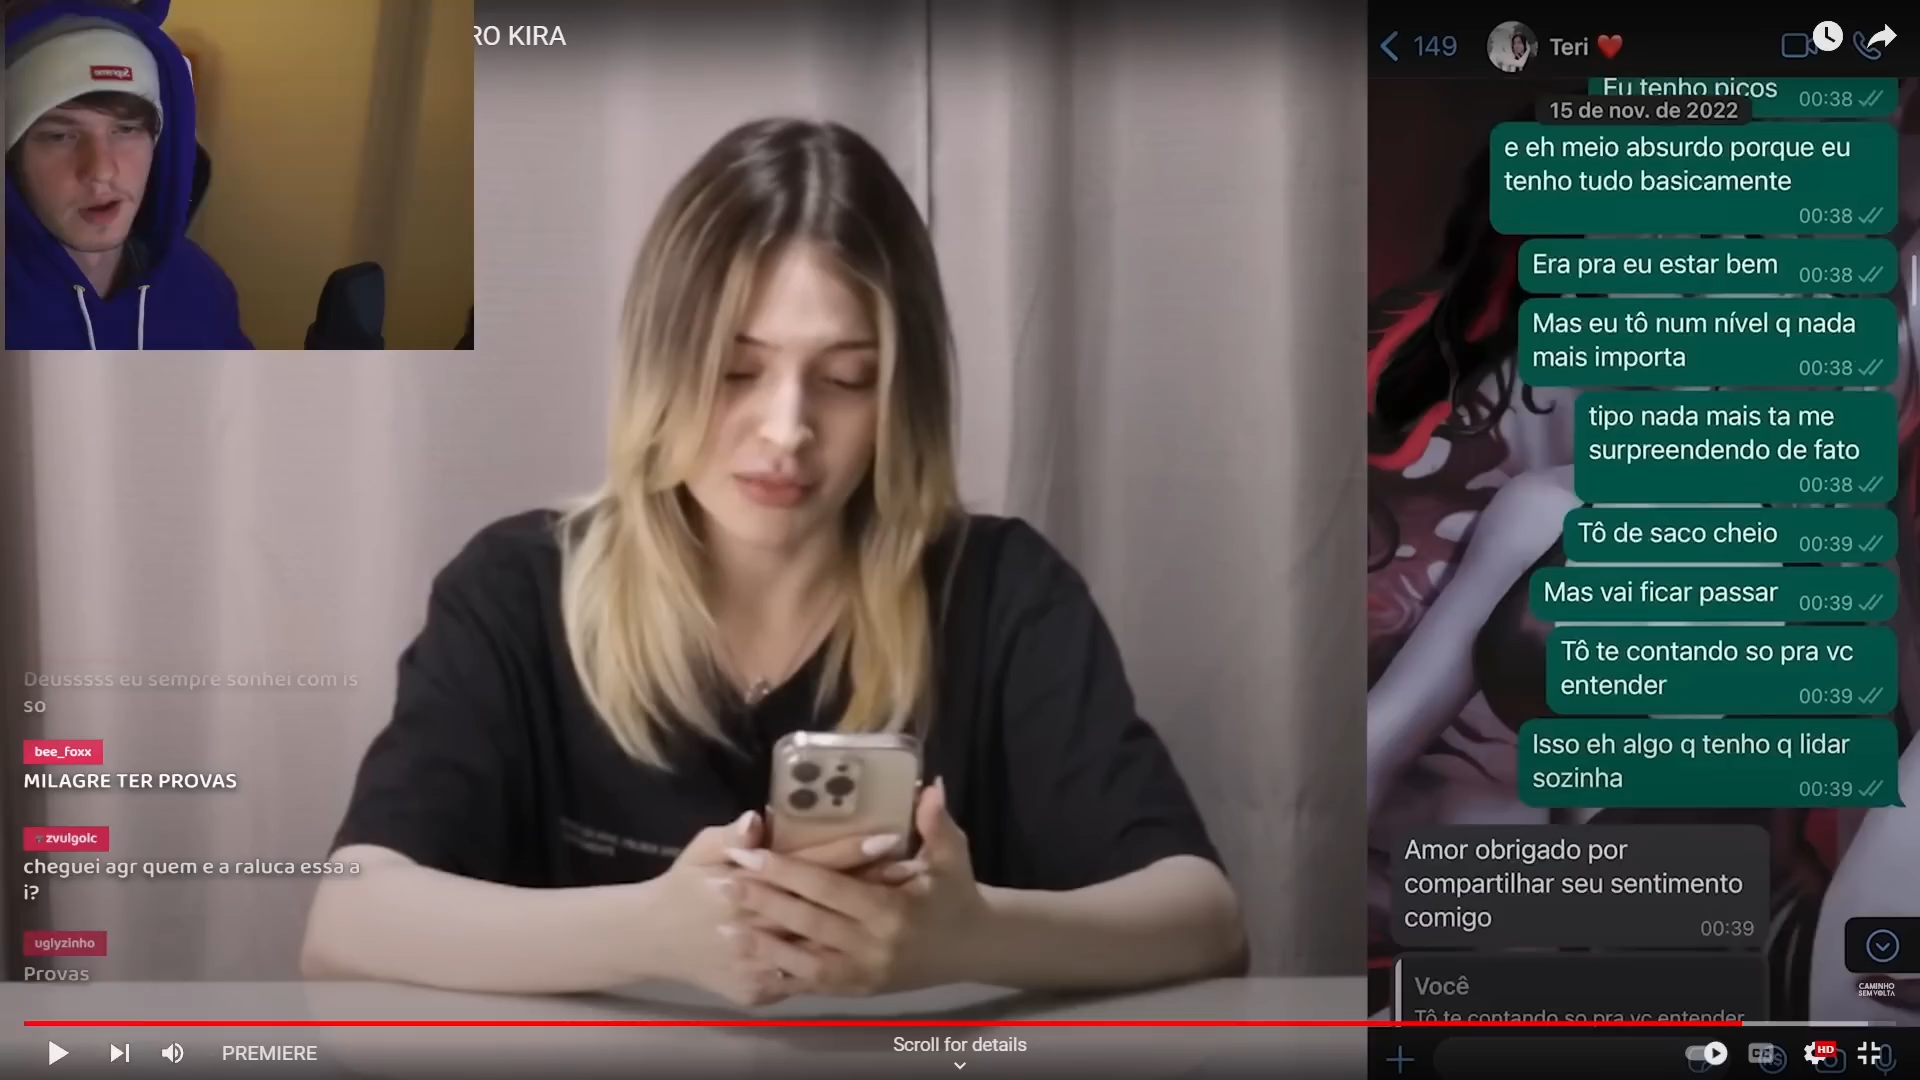 RO KIRA
149
Teri ❤️
Eu tenho picos
00:38
15 de nov. de 2022
e eh meio absurdo porque eu
tenho tudo basicamente
00:38
Era pra eu estar bem
00:38
Mas eu tô num nível q nada
mais importa
00:38
tipo nada mais ta me
surpreendendo de fato
00:38
Tô de saco cheio
00:39
Mas vai ficar passar
00:39
Tô te contando so pra vc
entender
00:39
Isso eh algo q tenho q lidar
sozinha
00:39
Amor obrigado por
compartilhar seu sentimento
comigo
00:39
Você
Tô te contando so pra vc entender
CAMINHO
SEM VOLTA
Deusssss eu sempre sonhei com is
so
bee_foxx
MILAGRE TER PROVAS
zvulgolc
cheguei agr quem e a raluca essa a
i?
uglyzinho
Provas
PREMIERE
Scroll for details
CC
HD